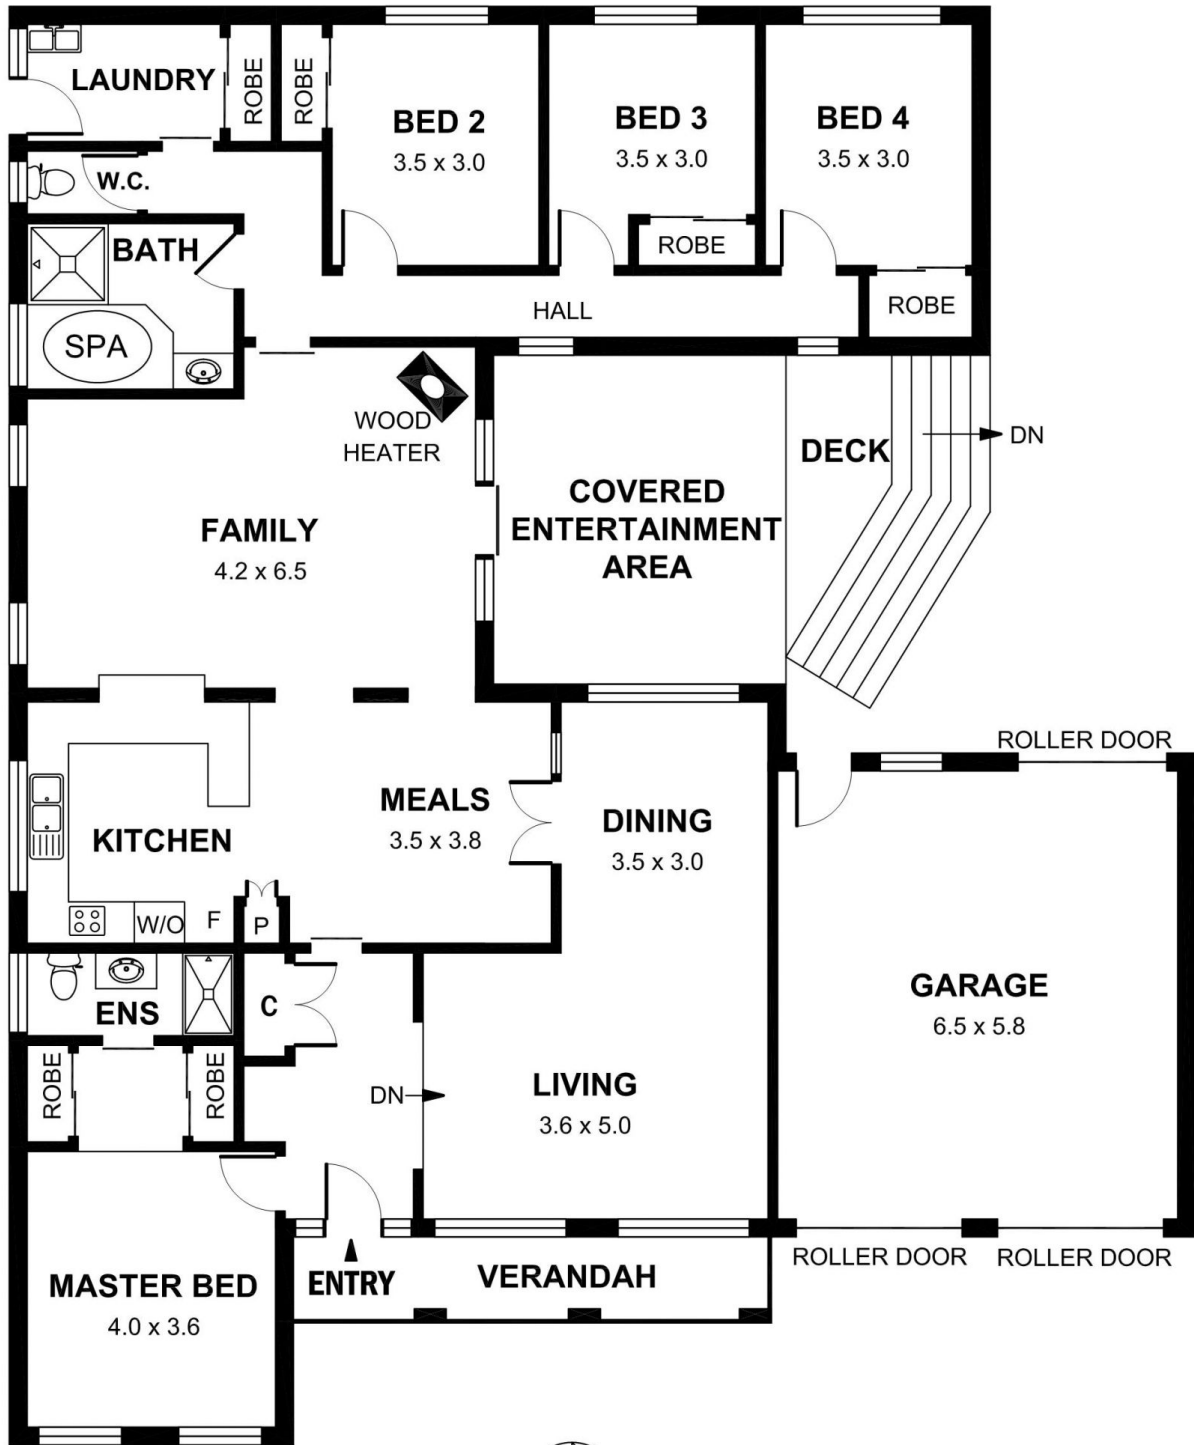 LAUNDRY
ROBE
ROBE
BED 2
3.5 x 3.0
BED 3
3.5 x 3.0
BED 4
3.5 x 3.0
W.C.
BATH
ROBE
ROBE
HALL
SPA
WOOD
HEATER
DECK
DN
COVERED
ENTERTAINMENT
AREA
FAMILY
4.2 x 6.5
ROLLER DOOR
MEALS
3.5 x 3.8
DINING
3.5 x 3.0
KITCHEN
W/O
F
P
GARAGE
6.5 x 5.8
ENS
C
ROBE
ROBE
DN
LIVING
3.6 x 5.0
ROLLER DOOR
ROLLER DOOR
MASTER BED
4.0 x 3.6
ENTRY
VERANDAH